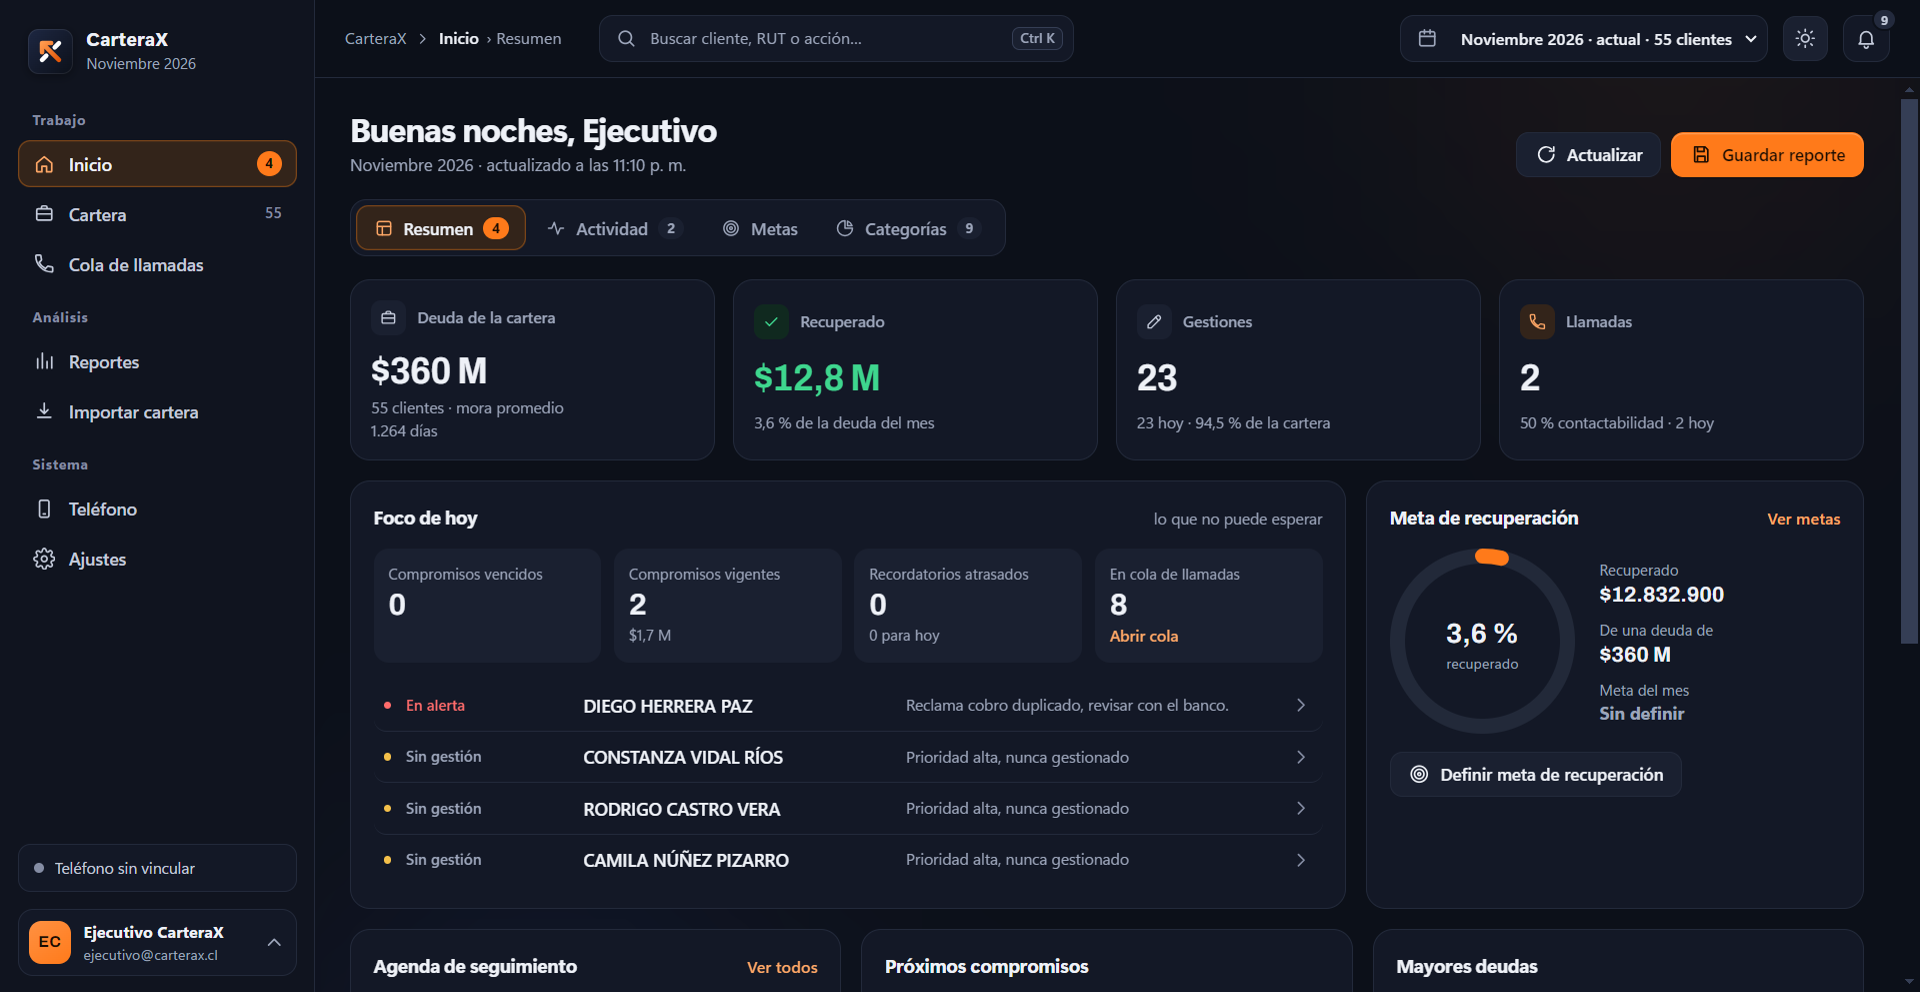 CarteraX
Noviembre 2026
Trabajo
Inicio 4
Cartera 55
Cola de llamadas
Análisis
Reportes
Importar cartera
Sistema
Teléfono
Ajustes
Teléfono sin vincular
EC
Ejecutivo CarteraX
ejecutivo@carterax.cl
CarteraX > Inicio › Resumen
Buscar cliente, RUT o acción...
Ctrl K
Noviembre 2026 · actual · 55 clientes
9
Buenas noches, Ejecutivo
Noviembre 2026 · actualizado a las 11:10 p. m.
Actualizar
Guardar reporte
Resumen 4
Actividad 2
Metas
Categorías 9
Deuda de la cartera
$360 M
55 clientes · mora promedio
1.264 días
Recuperado
$12,8 M
3,6 % de la deuda del mes
Gestiones
23
23 hoy · 94,5 % de la cartera
Llamadas
2
50 % contactabilidad · 2 hoy
Foco de hoy
lo que no puede esperar
Compromisos vencidos
0
Compromisos vigentes
2
$1,7 M
Recordatorios atrasados
0
0 para hoy
En cola de llamadas
8
Abrir cola
En alerta DIEGO HERRERA PAZ Reclama cobro duplicado, revisar con el banco.
Sin gestión CONSTANZA VIDAL RÍOS Prioridad alta, nunca gestionado
Sin gestión RODRIGO CASTRO VERA Prioridad alta, nunca gestionado
Sin gestión CAMILA NÚÑEZ PIZARRO Prioridad alta, nunca gestionado
Meta de recuperación
Ver metas
3,6 %
recuperado
Recuperado
$12.832.900
De una deuda de
$360 M
Meta del mes
Sin definir
Definir meta de recuperación
Agenda de seguimiento
Ver todos
Próximos compromisos
Mayores deudas